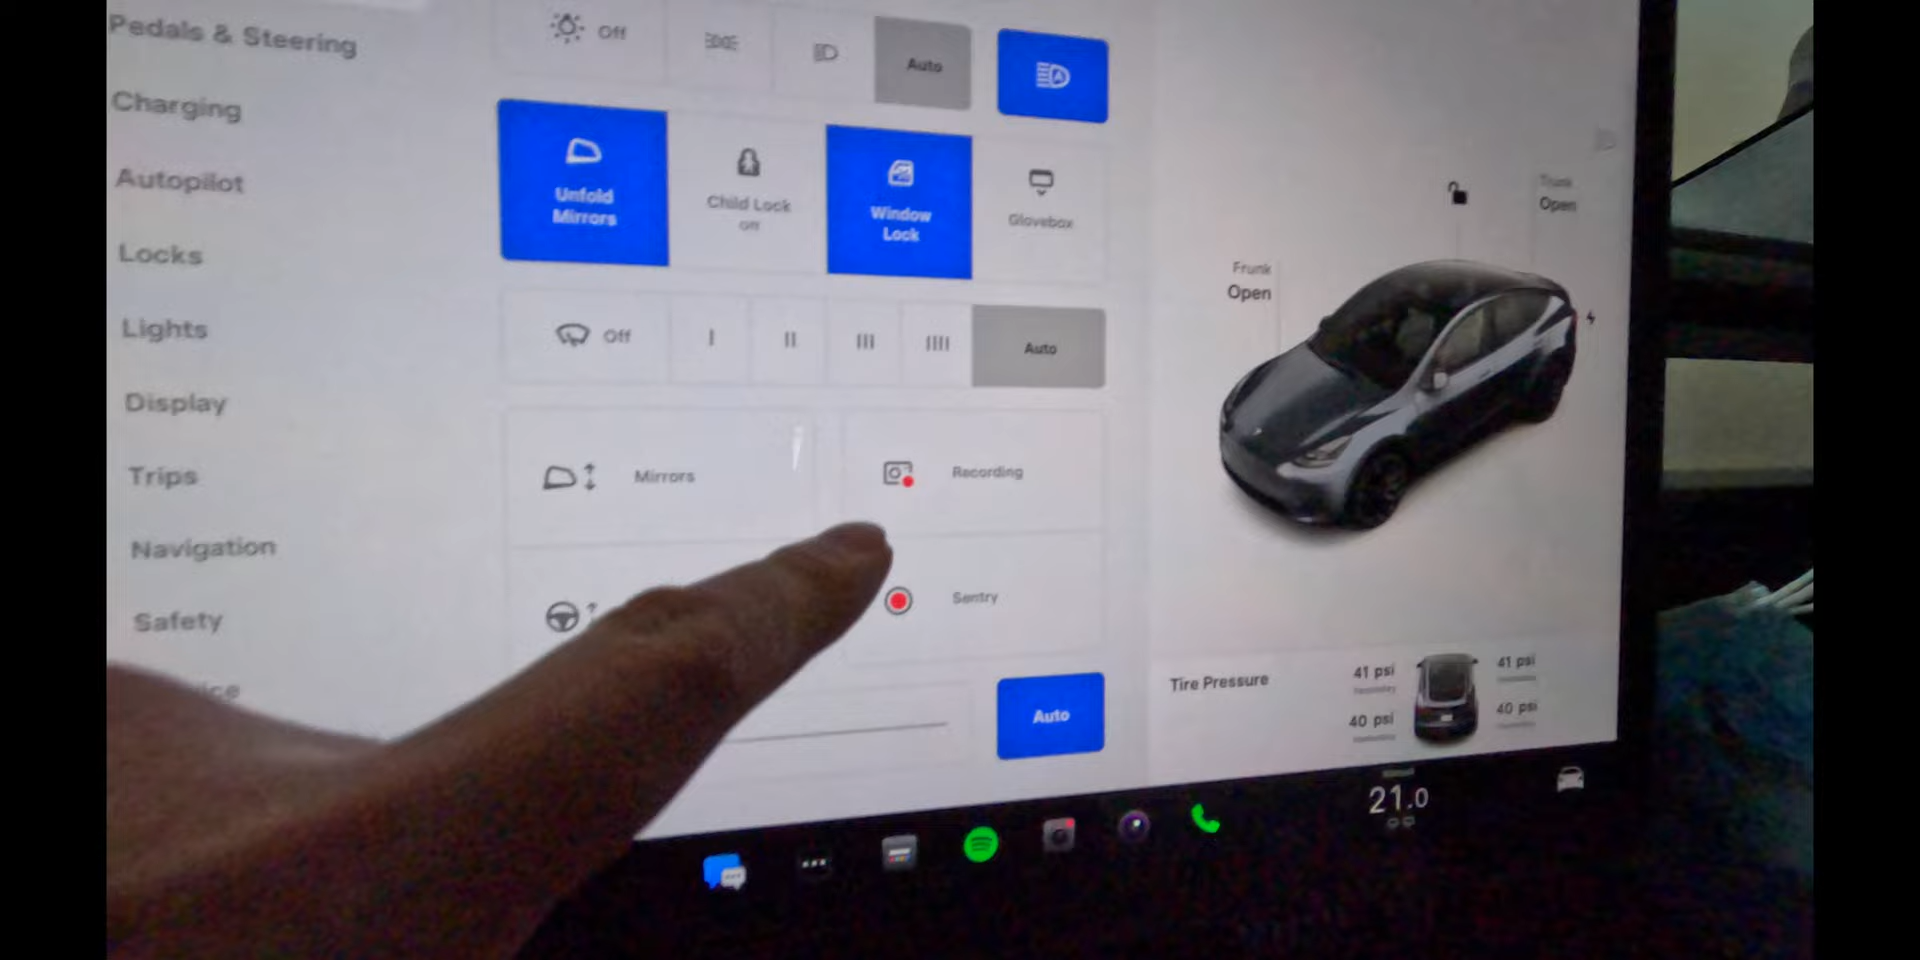 Pedals & Steering
Charging
Autopilot
Locks
Lights
Display
Trips
Navigation
Safety
Off
Auto
Unfold
Mirrors
Child Lock
Off
Window
Lock
Glovebox
Off
Auto
Mirrors
Recording
Sentry
Auto
Trunk
Open
Frunk
Open
Tire Pressure
41 psi
41 psi
40 psi
40 psi
21.0